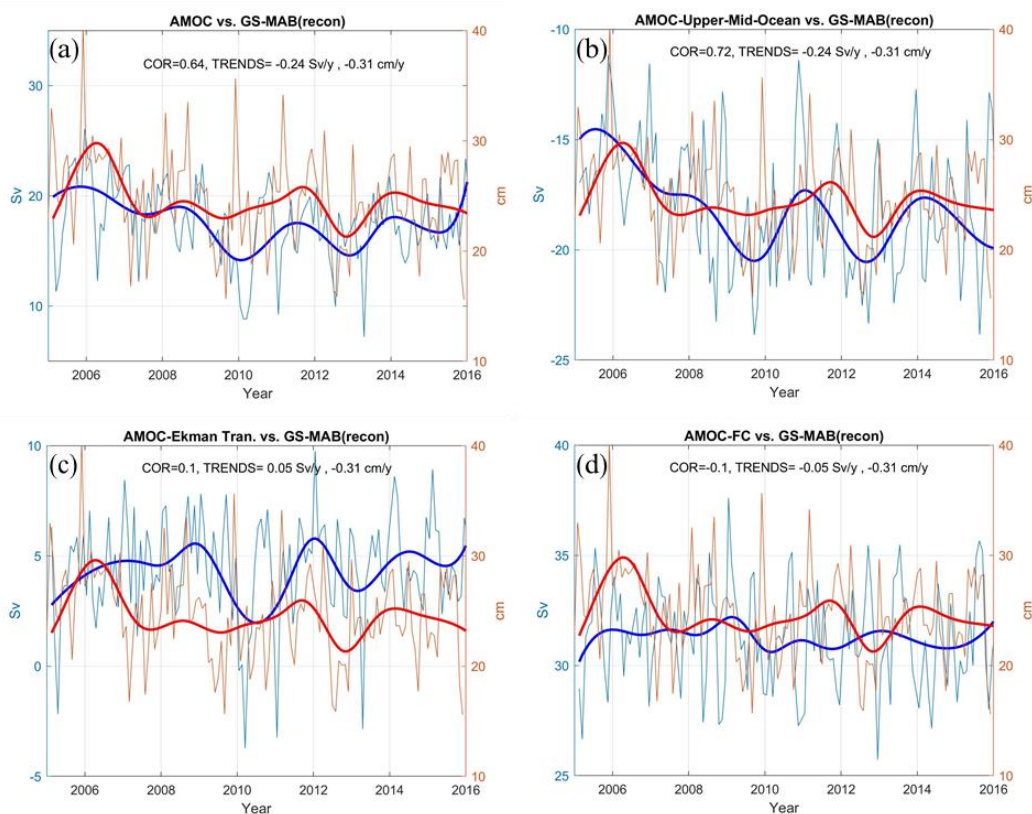 AMOC vs. GS-MAB(recon)
(a)
COR=0.64, TRENDS= -0.24 Sv/y , -0.31 cm/y
30
20
10
Sv
40
30
20
10
cm
2006 2008 2010 2012 2014 2016
Year
AMOC-Upper-Mid-Ocean vs. GS-MAB(recon)
(b)
COR=0.72, TRENDS= -0.24 Sv/y , -0.31 cm/y
-10
-15
-20
-25
Sv
40
30
20
10
cm
2006 2008 2010 2012 2014 2016
Year
AMOC-Ekman Tran. vs. GS-MAB(recon)
(c)
COR=0.1, TRENDS= 0.05 Sv/y , -0.31 cm/y
10
5
0
-5
Sv
40
30
20
10
cm
2006 2008 2010 2012 2014 2016
Year
AMOC-FC vs. GS-MAB(recon)
(d)
COR=-0.1, TRENDS= -0.05 Sv/y , -0.31 cm/y
40
35
30
25
Sv
40
30
20
10
cm
2006 2008 2010 2012 2014 2016
Year